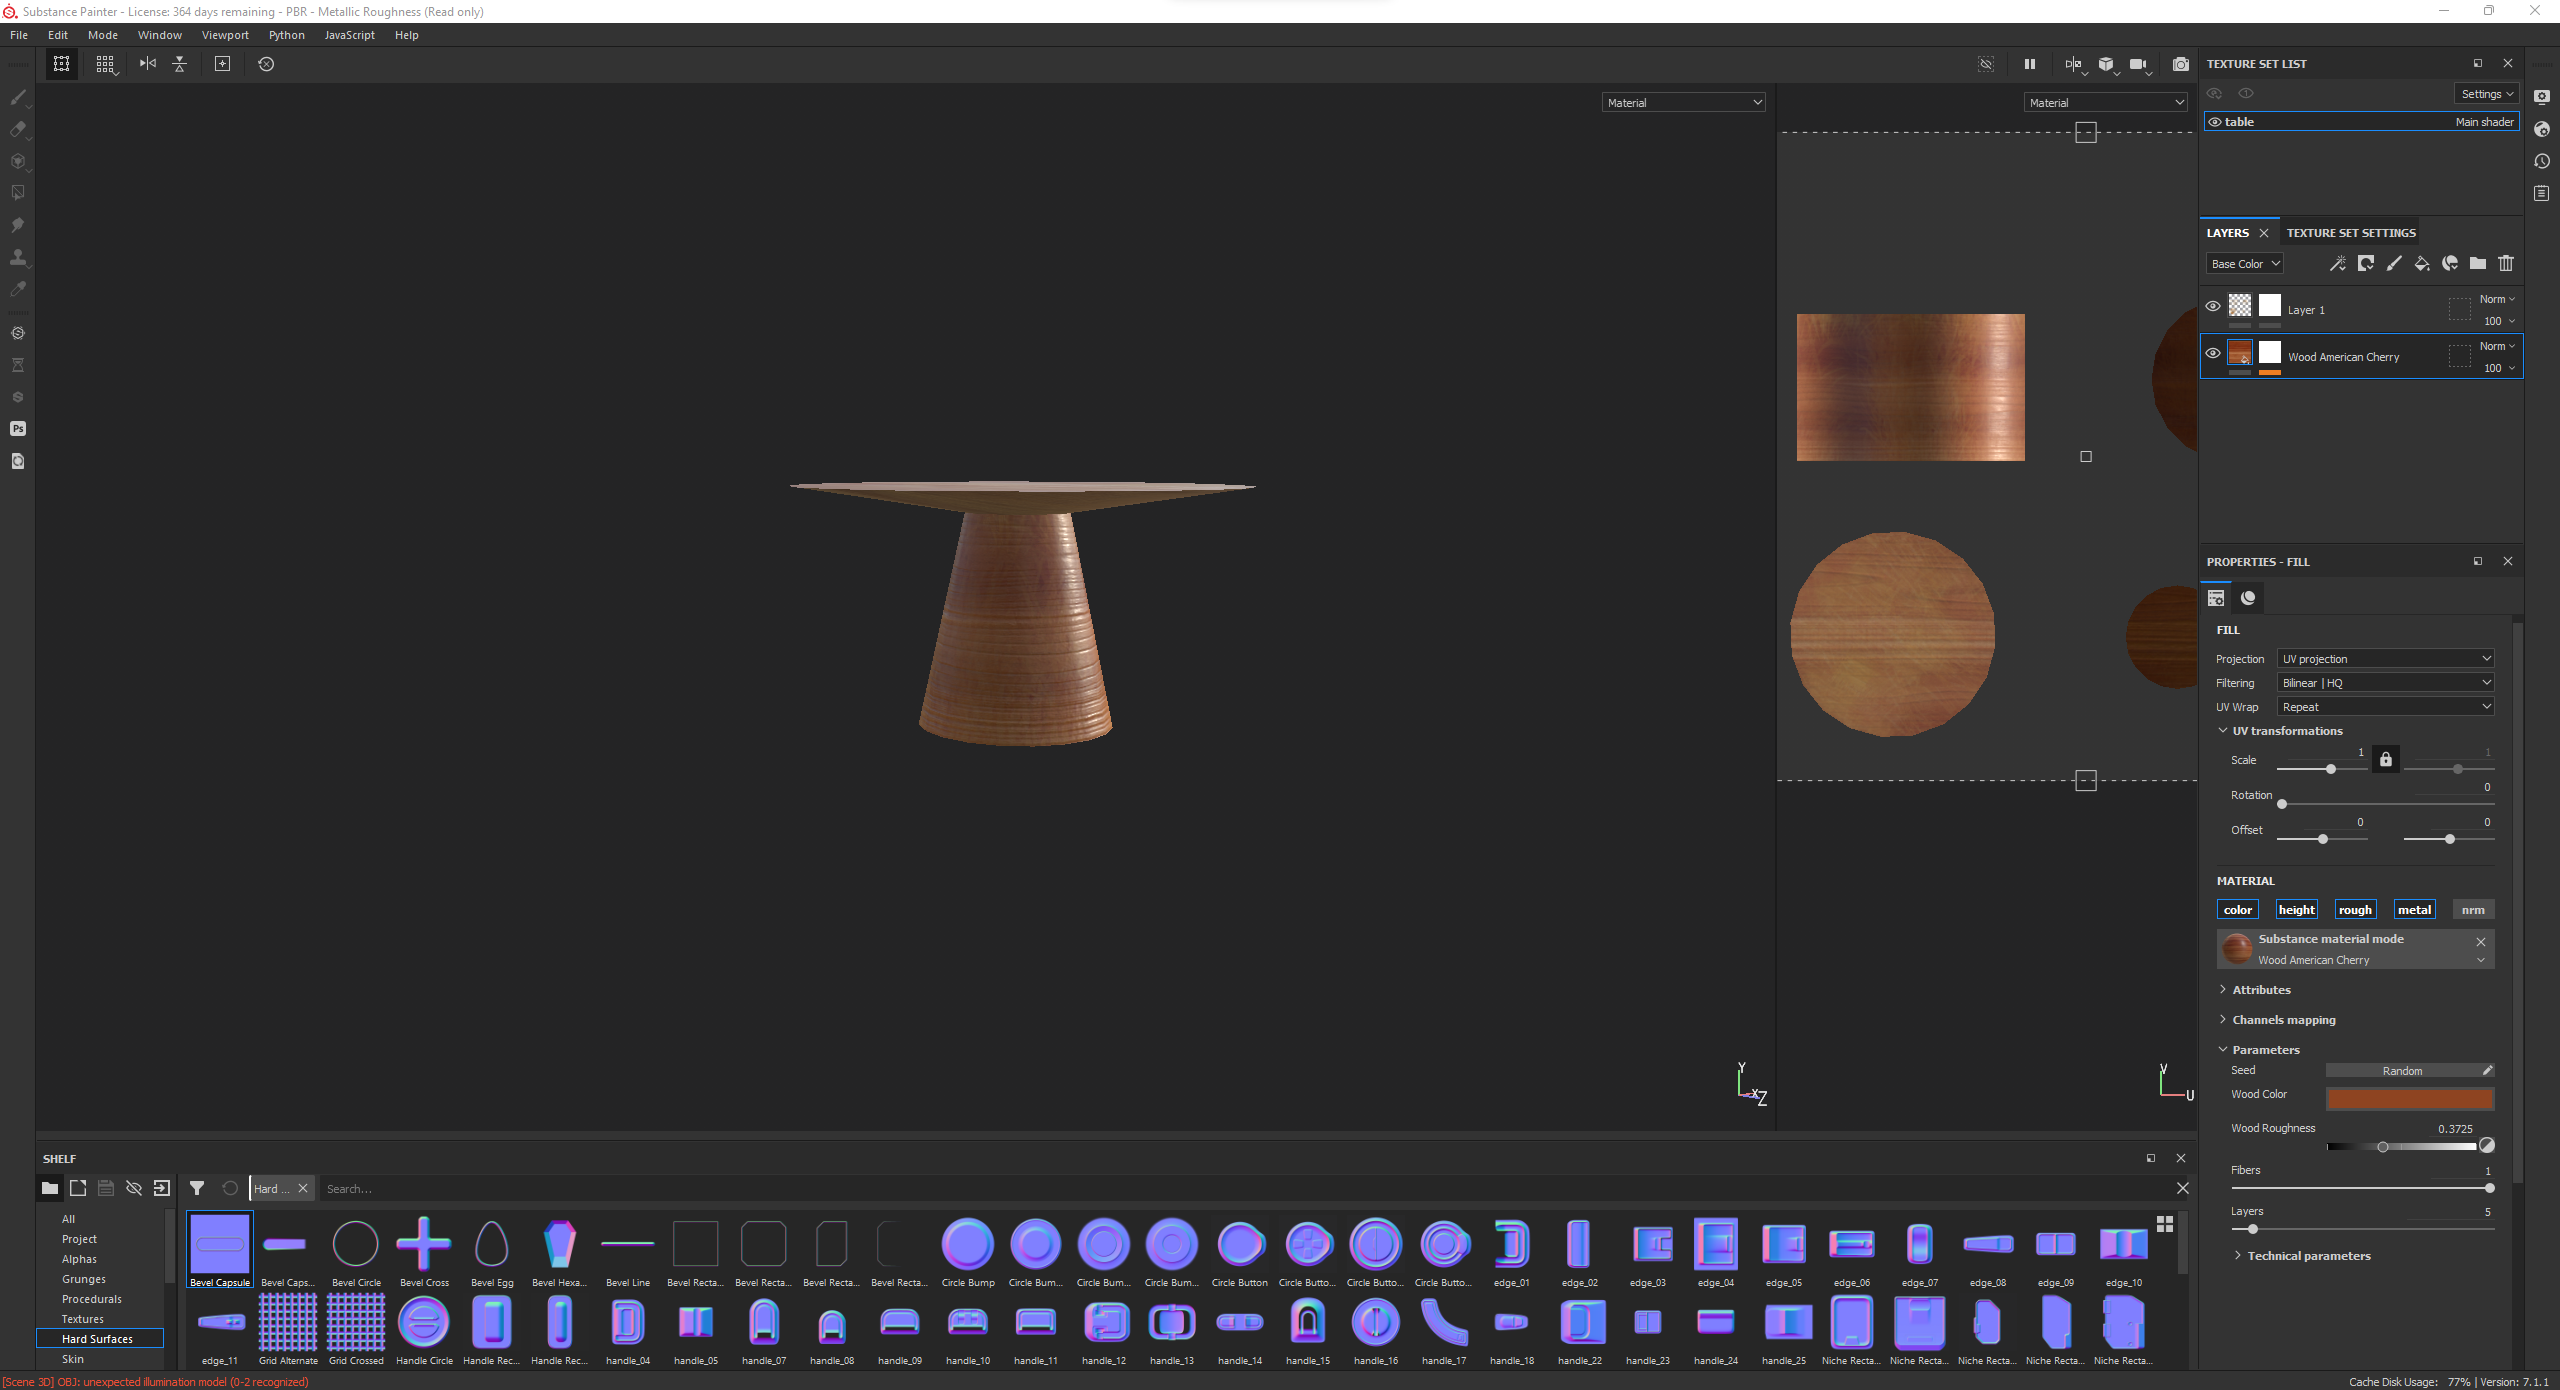 Substance Painter - License: 364 days remaining - PBR - Metallic Roughness (Read only)
File Edit Mode Window Viewport Python JavaScript Help
Material
Material
TEXTURE SET LIST
Settings
table Main shader
LAYERS TEXTURE SET SETTINGS
Base Color
Layer 1 Norm 100
Wood American Cherry Norm 100
PROPERTIES - FILL
FILL
Projection UV projection
Filtering Bilinear | HQ
UV Wrap Repeat
UV transformations
Scale 1 1
Rotation 0
Offset 0 0
MATERIAL
color height rough metal nrm
Substance material mode
Wood American Cherry
Attributes
Channels mapping
Parameters
Seed Random
Wood Color
Wood Roughness 0.3725
Fibers 1
Layers 5
Technical parameters
Y X Z
V U
Ps
SHELF
Hard ... Search...
All
Project
Alphas
Grunges
Procedurals
Textures
Hard Surfaces
Skin
Bevel Capsule Bevel Caps... Bevel Circle Bevel Cross Bevel Egg Bevel Hexa... Bevel Line Bevel Recta... Bevel Recta... Bevel Recta... Bevel Recta... Circle Bump Circle Bum... Circle Bum... Circle Bum... Circle Button Circle Butto... Circle Butto... Circle Butto... edge_01 edge_02 edge_03 edge_04 edge_05 edge_06 edge_07 edge_08 edge_09 edge_10
edge_11 Grid Alternate Grid Crossed Handle Circle Handle Rec... Handle Rec... handle_04 handle_05 handle_07 handle_08 handle_09 handle_10 handle_11 handle_12 handle_13 handle_14 handle_15 handle_16 handle_17 handle_18 handle_22 handle_23 handle_24 handle_25 Niche Recta... Niche Recta... Niche Recta... Niche Recta... Niche Recta...
[Scene 3D] OBJ: unexpected illumination model (0-2 recognized)
Cache Disk Usage: 77% | Version: 7.1.1